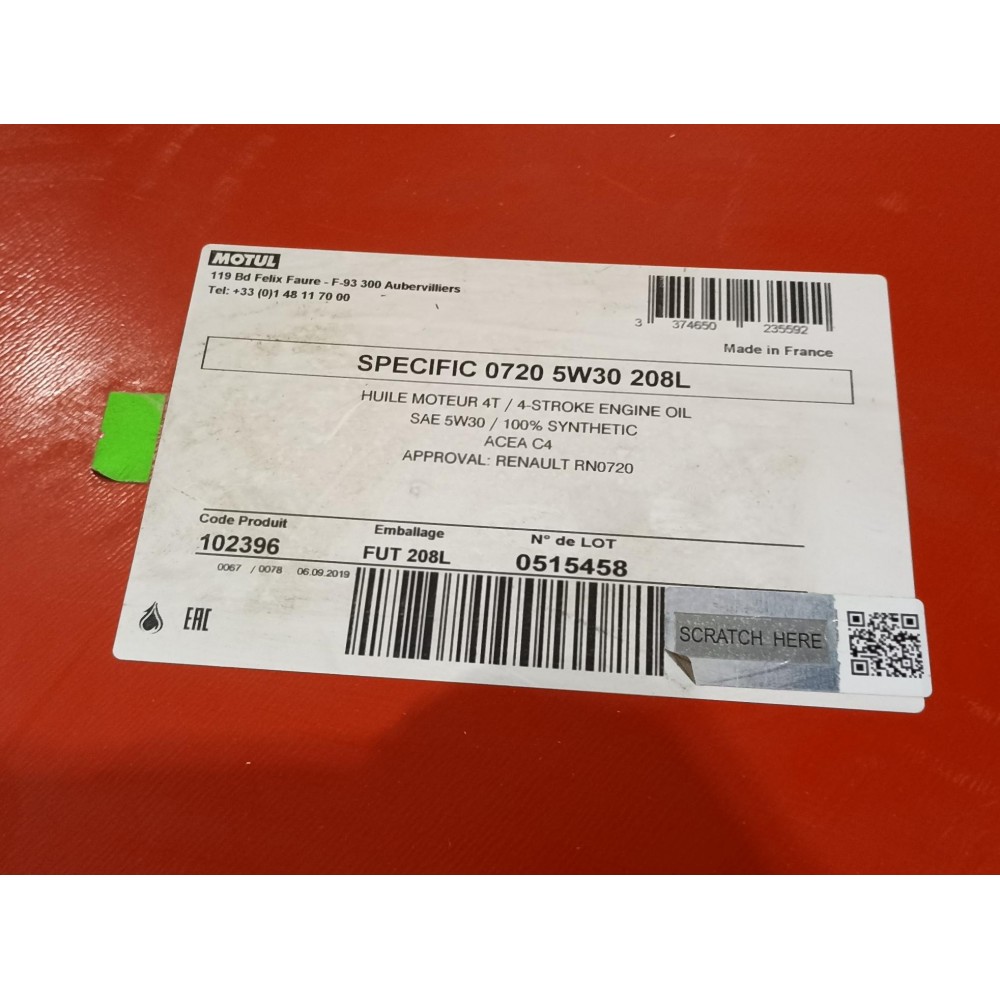 MOTUL
119 Bd Felix Faure - F-93 300 Aubervilliers
Tel: +33 (0)1 48 11 70 00
3 374650 235592
Made in France
SPECIFIC 0720 5W30 208L
HUILE MOTEUR 4T / 4-STROKE ENGINE OIL
SAE 5W30 / 100% SYNTHETIC
ACEA C4
APPROVAL: RENAULT RN0720
Code Produit Emballage N° de LOT
102396 FUT 208L 0515458
0067 / 0078 06.09.2019
EAC
SCRATCH HERE